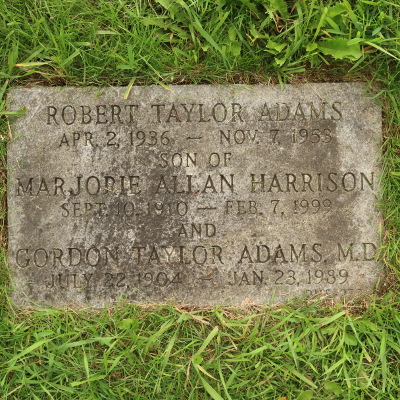 ROBERT TAYLOR ADAMS
APR. 2, 1936 — NOV. 7, 1953
SON OF
MARJORIE ALLAN HARRISON
SEPT. 10, 1910 — FEB. 7, 1999
AND
GORDON TAYLOR ADAMS, M.D.
JULY 22, 1904 — JAN. 23, 1989